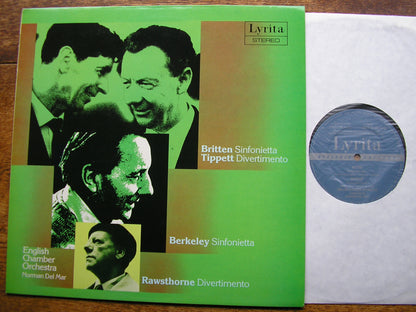 Lyrita
STEREO
Britten Sinfonietta
Tippett Divertimento
Berkeley Sinfonietta
English
Chamber
Orchestra
Norman Del Mar
Rawsthorne Divertimento
Lyrita